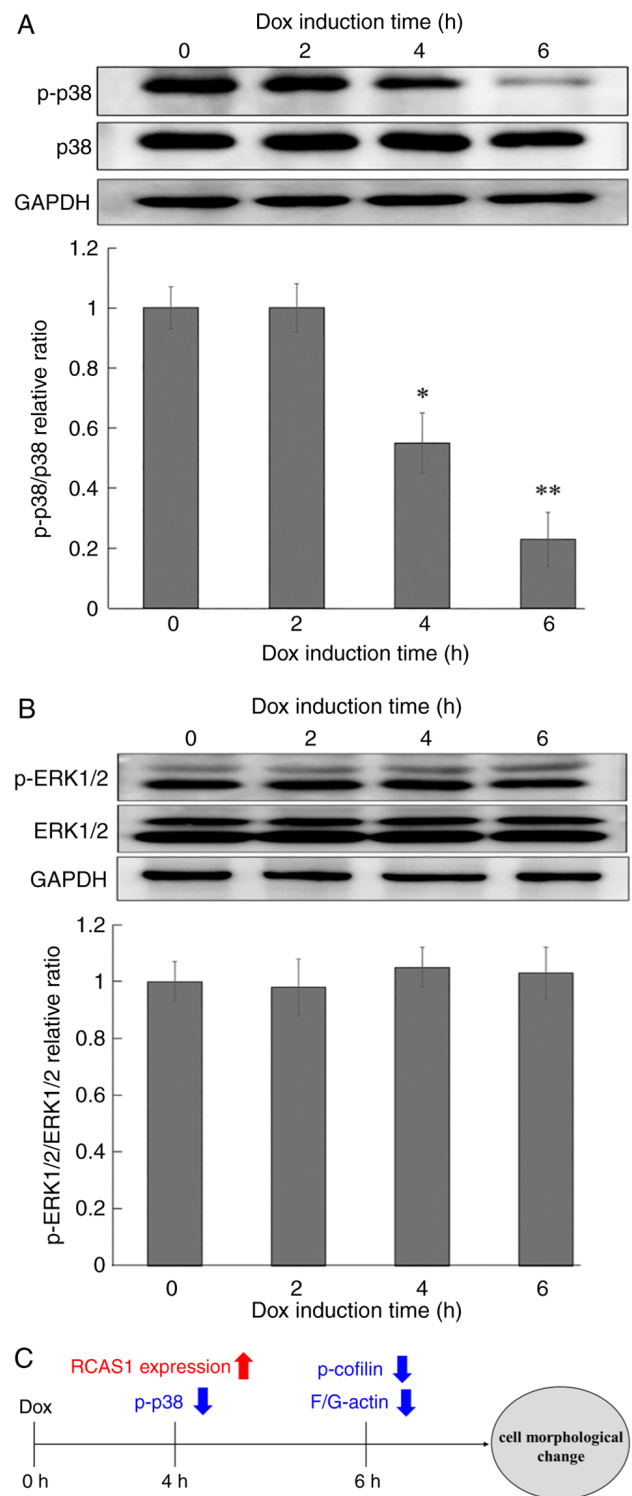 A
Dox induction time (h)
0 2 4 6
p-p38
p38
GAPDH
p-p38/p38 relative ratio
1.2
1
0.8
0.6
0.4
0.2
0
*
**
0 2 4 6
Dox induction time (h)
B
Dox induction time (h)
0 2 4 6
p-ERK1/2
ERK1/2
GAPDH
p-ERK1/2/ERK1/2 relative ratio
1.2
1
0.8
0.6
0.4
0.2
0
0 2 4 6
Dox induction time (h)
C
RCAS1 expression
p-cofilin
Dox
p-p38
F/G-actin
cell morphological
change
0 h
4 h
6 h